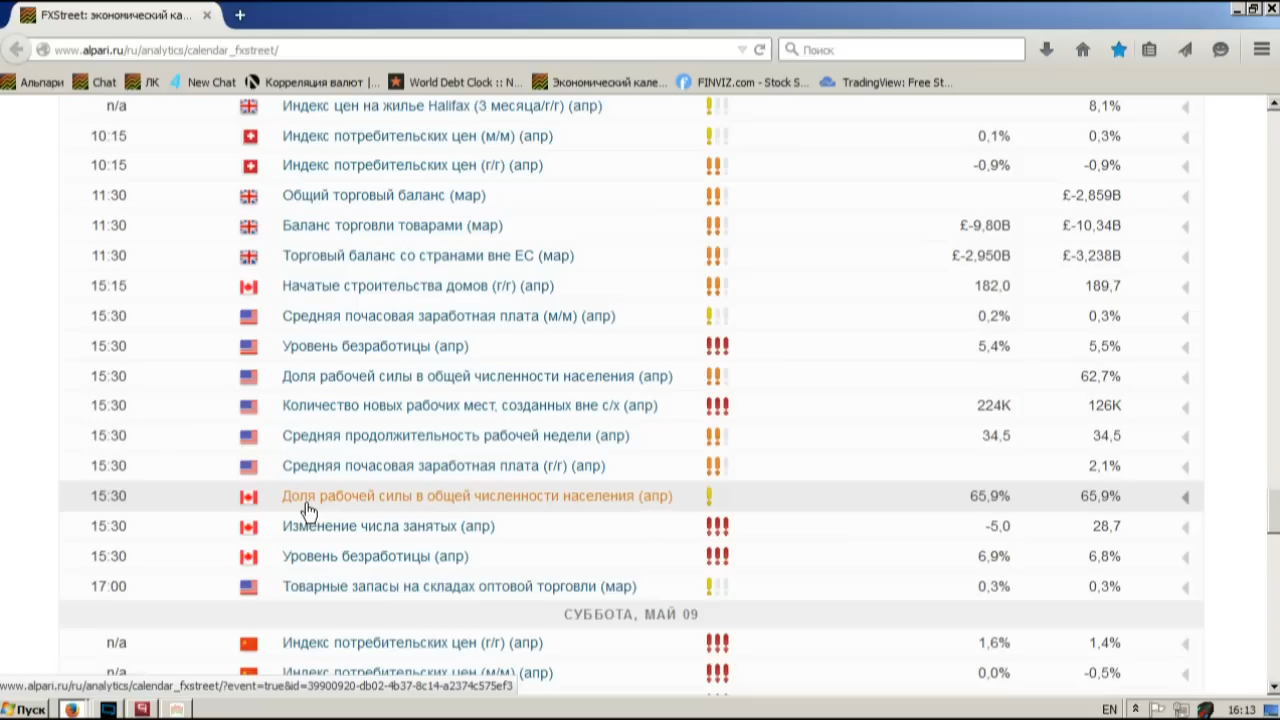 FXStreet: экономический ка...
www.alpari.ru/ru/analytics/calendar_fxstreet/
Поиск
Альпари Chat ЛК New Chat Корреляция валют |... World Debt Clock :: N... Экономический кале... FINVIZ.com - Stock S... TradingView: Free St...
n/a Индекс цен на жилье Halifax (3 месяца/г/г) (апр) 8,1%
10:15 Индекс потребительских цен (м/м) (апр) 0,1% 0,3%
10:15 Индекс потребительских цен (г/г) (апр) -0,9% -0,9%
11:30 Общий торговый баланс (мар) £-2,859B
11:30 Баланс торговли товарами (мар) £-9,80B £-10,34B
11:30 Торговый баланс со странами вне ЕС (мар) £-2,950B £-3,238B
15:15 Начатые строительства домов (г/г) (апр) 182,0 189,7
15:30 Средняя почасовая заработная плата (м/м) (апр) 0,2% 0,3%
15:30 Уровень безработицы (апр) 5,4% 5,5%
15:30 Доля рабочей силы в общей численности населения (апр) 62,7%
15:30 Количество новых рабочих мест, созданных вне с/х (апр) 224K 126K
15:30 Средняя продолжительность рабочей недели (апр) 34,5 34,5
15:30 Средняя почасовая заработная плата (г/г) (апр) 2,1%
15:30 Доля рабочей силы в общей численности населения (апр) 65,9% 65,9%
15:30 Изменение числа занятых (апр) -5,0 28,7
15:30 Уровень безработицы (апр) 6,9% 6,8%
17:00 Товарные запасы на складах оптовой торговли (мар) 0,3% 0,3%
СУББОТА, МАЙ 09
n/a Индекс потребительских цен (г/г) (апр) 1,6% 1,4%
n/a Индекс потребительских цен (м/м) (апр) 0,0% -0,5%
www.alpari.ru/ru/analytics/calendar_fxstreet/?event=true&id=39900920-db02-4b37-8c14-a2374c575ef3
Пуск EN 16:13